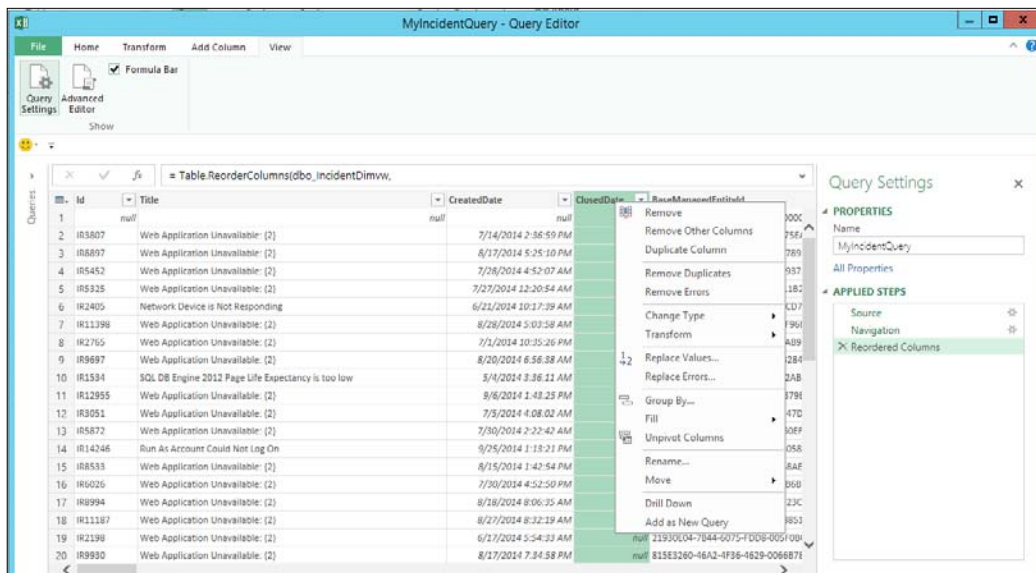 MyIncidentQuery - Query Editor
File Home Transform Add Column View
Query Settings
Advanced Editor
Formula Bar
Show
Queries
fx = Table.ReorderColumns(dbo_IncidentDimvw,
Id Title CreatedDate ClosedDate BaseManagedEntityId
1 null null null
2 IR3807 Web Application Unavailable: {2} 7/14/2014 2:36:59 PM
3 IR8897 Web Application Unavailable: {2} 8/17/2014 5:25:10 PM
4 IR5452 Web Application Unavailable: {2} 7/28/2014 4:52:07 AM
5 IR5325 Web Application Unavailable: {2} 7/27/2014 12:20:54 AM
6 IR2405 Network Device is Not Responding 6/21/2014 10:17:39 AM
7 IR11398 Web Application Unavailable: {2} 8/28/2014 5:03:58 AM
8 IR2765 Web Application Unavailable: {2} 7/1/2014 10:35:26 PM
9 IR9697 Web Application Unavailable: {2} 8/20/2014 6:56:38 AM
10 IR1534 SQL DB Engine 2012 Page Life Expectancy is too low 5/4/2014 3:36:11 AM
11 IR12955 Web Application Unavailable: {2} 9/6/2014 1:43:25 PM
12 IR3051 Web Application Unavailable: {2} 7/5/2014 4:08:02 AM
13 IR5872 Web Application Unavailable: {2} 7/30/2014 2:22:42 AM
14 IR14246 Run As Account Could Not Log On 9/25/2014 1:13:21 PM
15 IR8533 Web Application Unavailable: {2} 8/15/2014 1:42:54 PM
16 IR6026 Web Application Unavailable: {2} 7/30/2014 4:52:50 PM
17 IR8994 Web Application Unavailable: {2} 8/18/2014 8:06:35 AM
18 IR11187 Web Application Unavailable: {2} 8/27/2014 8:32:19 AM
19 IR2198 Web Application Unavailable: {2} 6/17/2014 5:54:33 AM null
20 IR9930 Web Application Unavailable: {2} 8/17/2014 7:34:58 PM null
Remove
Remove Other Columns
Duplicate Column
Remove Duplicates
Remove Errors
Change Type
Transform
Replace Values...
Replace Errors...
Group By...
Fill
Unpivot Columns
Rename...
Move
Drill Down
Add as New Query
Query Settings
PROPERTIES
Name
MyIncidentQuery
All Properties
APPLIED STEPS
Source
Navigation
Reordered Columns